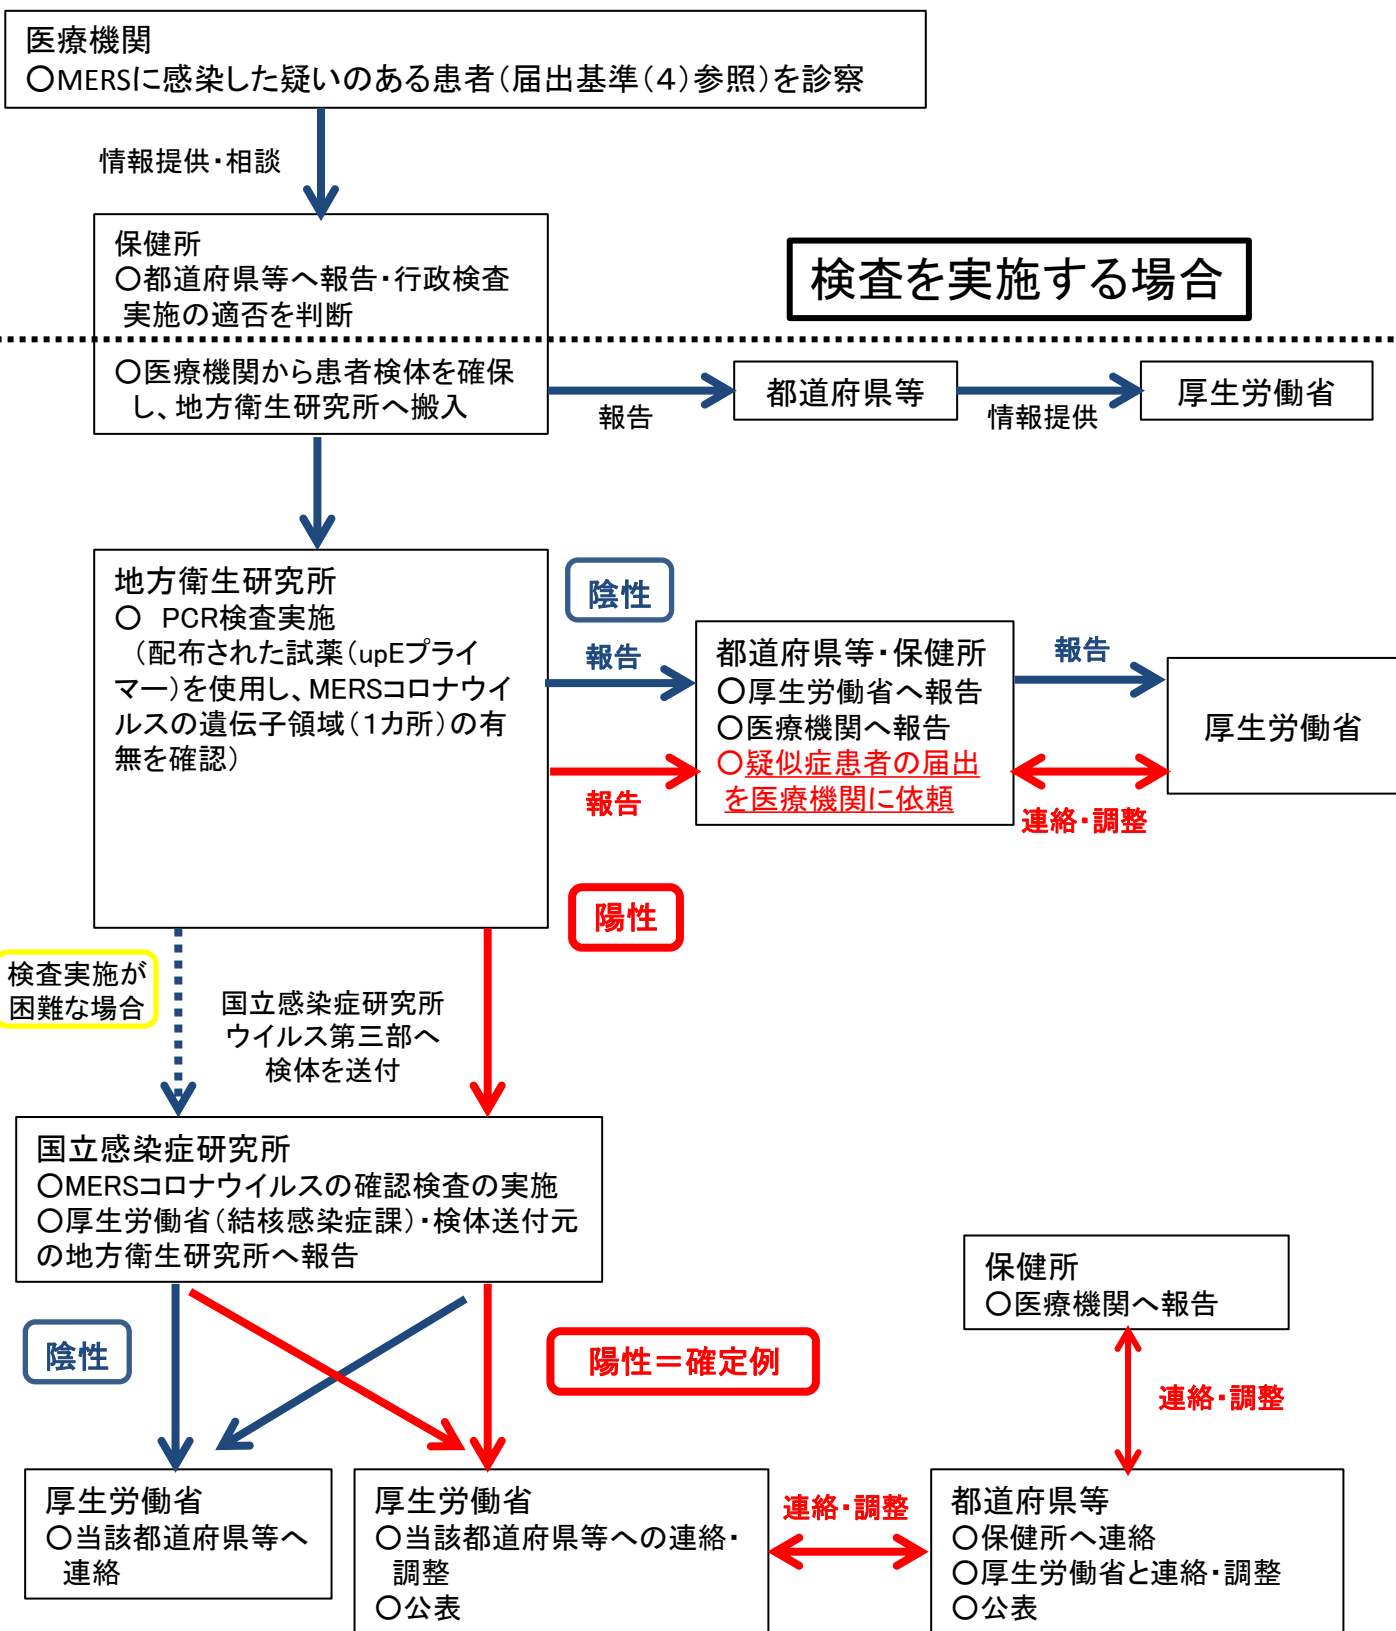 医療機関
○MERSに感染した疑いのある患者(届出基準(4)参照)を診察
情報提供・相談
保健所
○都道府県等へ報告・行政検査
実施の適否を判断
検査を実施する場合
○医療機関から患者検体を確保
し、地方衛生研究所へ搬入
報告
都道府県等
情報提供
厚生労働省
地方衛生研究所
○ PCR検査実施
(配布された試薬(upEプライ
マー)を使用し、MERSコロナウイ
ルスの遺伝子領域(1カ所)の有
無を確認)
陰性
報告
報告
都道府県等・保健所
○厚生労働省へ報告
○医療機関へ報告
○疑似症患者の届出
を医療機関に依頼
報告
連絡・調整
厚生労働省
陽性
検査実施が
困難な場合
国立感染症研究所
ウイルス第三部へ
検体を送付
国立感染症研究所
○MERSコロナウイルスの確認検査の実施
○厚生労働省(結核感染症課)・検体送付元
の地方衛生研究所へ報告
陰性
陽性=確定例
保健所
○医療機関へ報告
連絡・調整
厚生労働省
○当該都道府県等へ
連絡
厚生労働省
○当該都道府県等への連絡・
調整
○公表
連絡・調整
都道府県等
○保健所へ連絡
○厚生労働省と連絡・調整
○公表